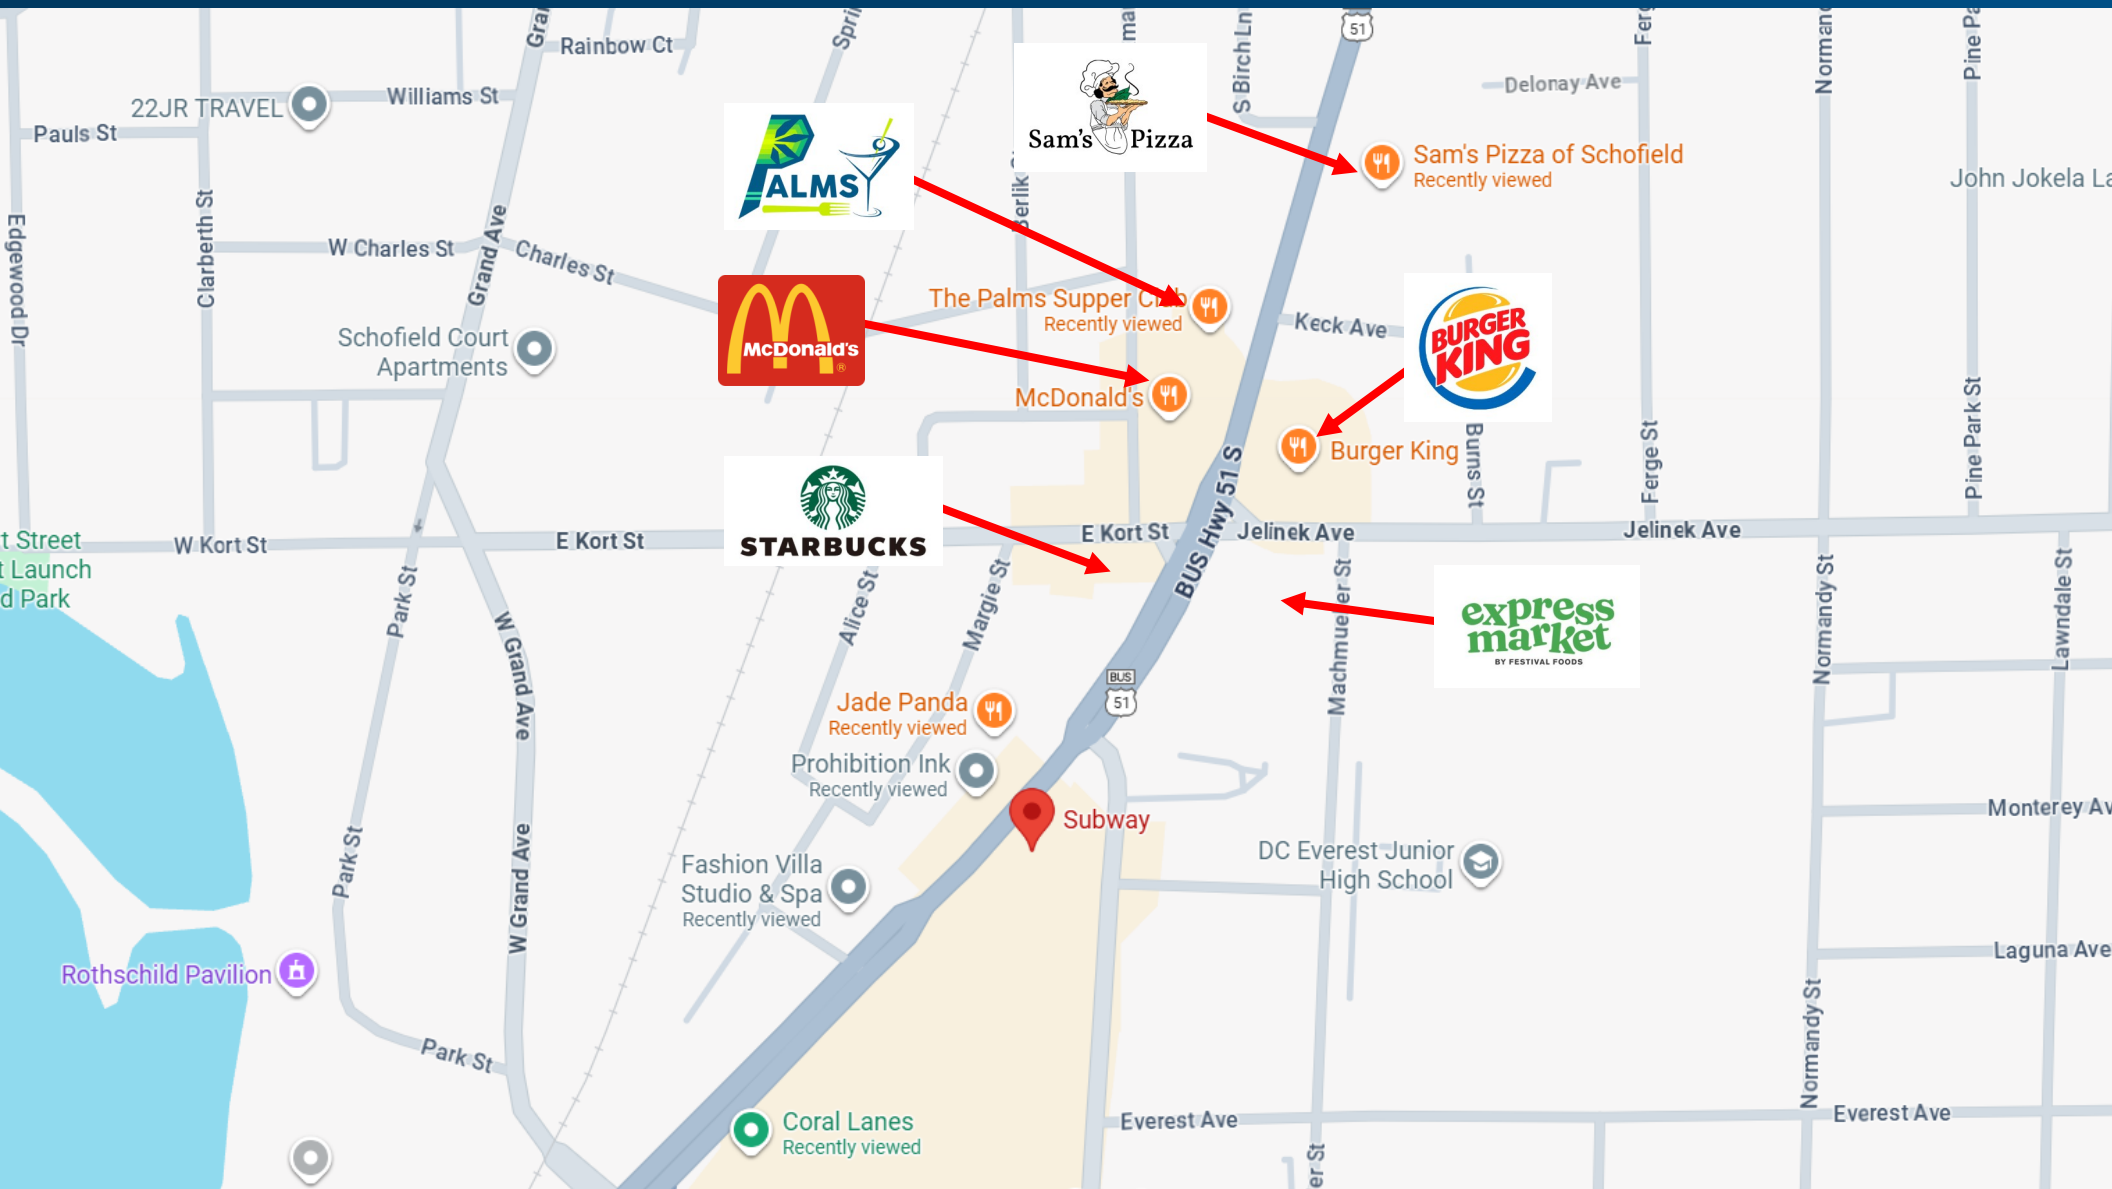 Rainbow Ct
51
22JR TRAVEL
Williams St
Delonay Ave
S Birch Ln
Pauls St
Sam's Pizza
Sam's Pizza of Schofield
Recently viewed
PALMS
John Jokela
Edgewood Dr
Clarberth St
W Charles St
Grand Ave
Charles St
The Palms Supper Club
Recently viewed
Keck Ave
McDonald's
®
BURGER
KING
Schofield Court
Apartments
McDonald's
Burger King
Burns St
Ferge St
Pine Park St
STARBUCKS
W Kort St
E Kort St
E Kort St
BUS Hwy 51 S
Jelinek Ave
Jelinek Ave
t Street
t Launch
d Park
Park St
W Grand Ave
Alice St
Margie St
Machmueller St
express
market
BY FESTIVAL FOODS
Normandy St
Lawndale St
BUS
51
Jade Panda
Recently viewed
Prohibition Ink
Recently viewed
Subway
Monterey Av
Park St
W Grand Ave
Fashion Villa
Studio & Spa
Recently viewed
DC Everest Junior
High School
Rothschild Pavilion
Laguna Ave
Normandy St
Park St
Coral Lanes
Recently viewed
Everest Ave
Everest Ave
er St